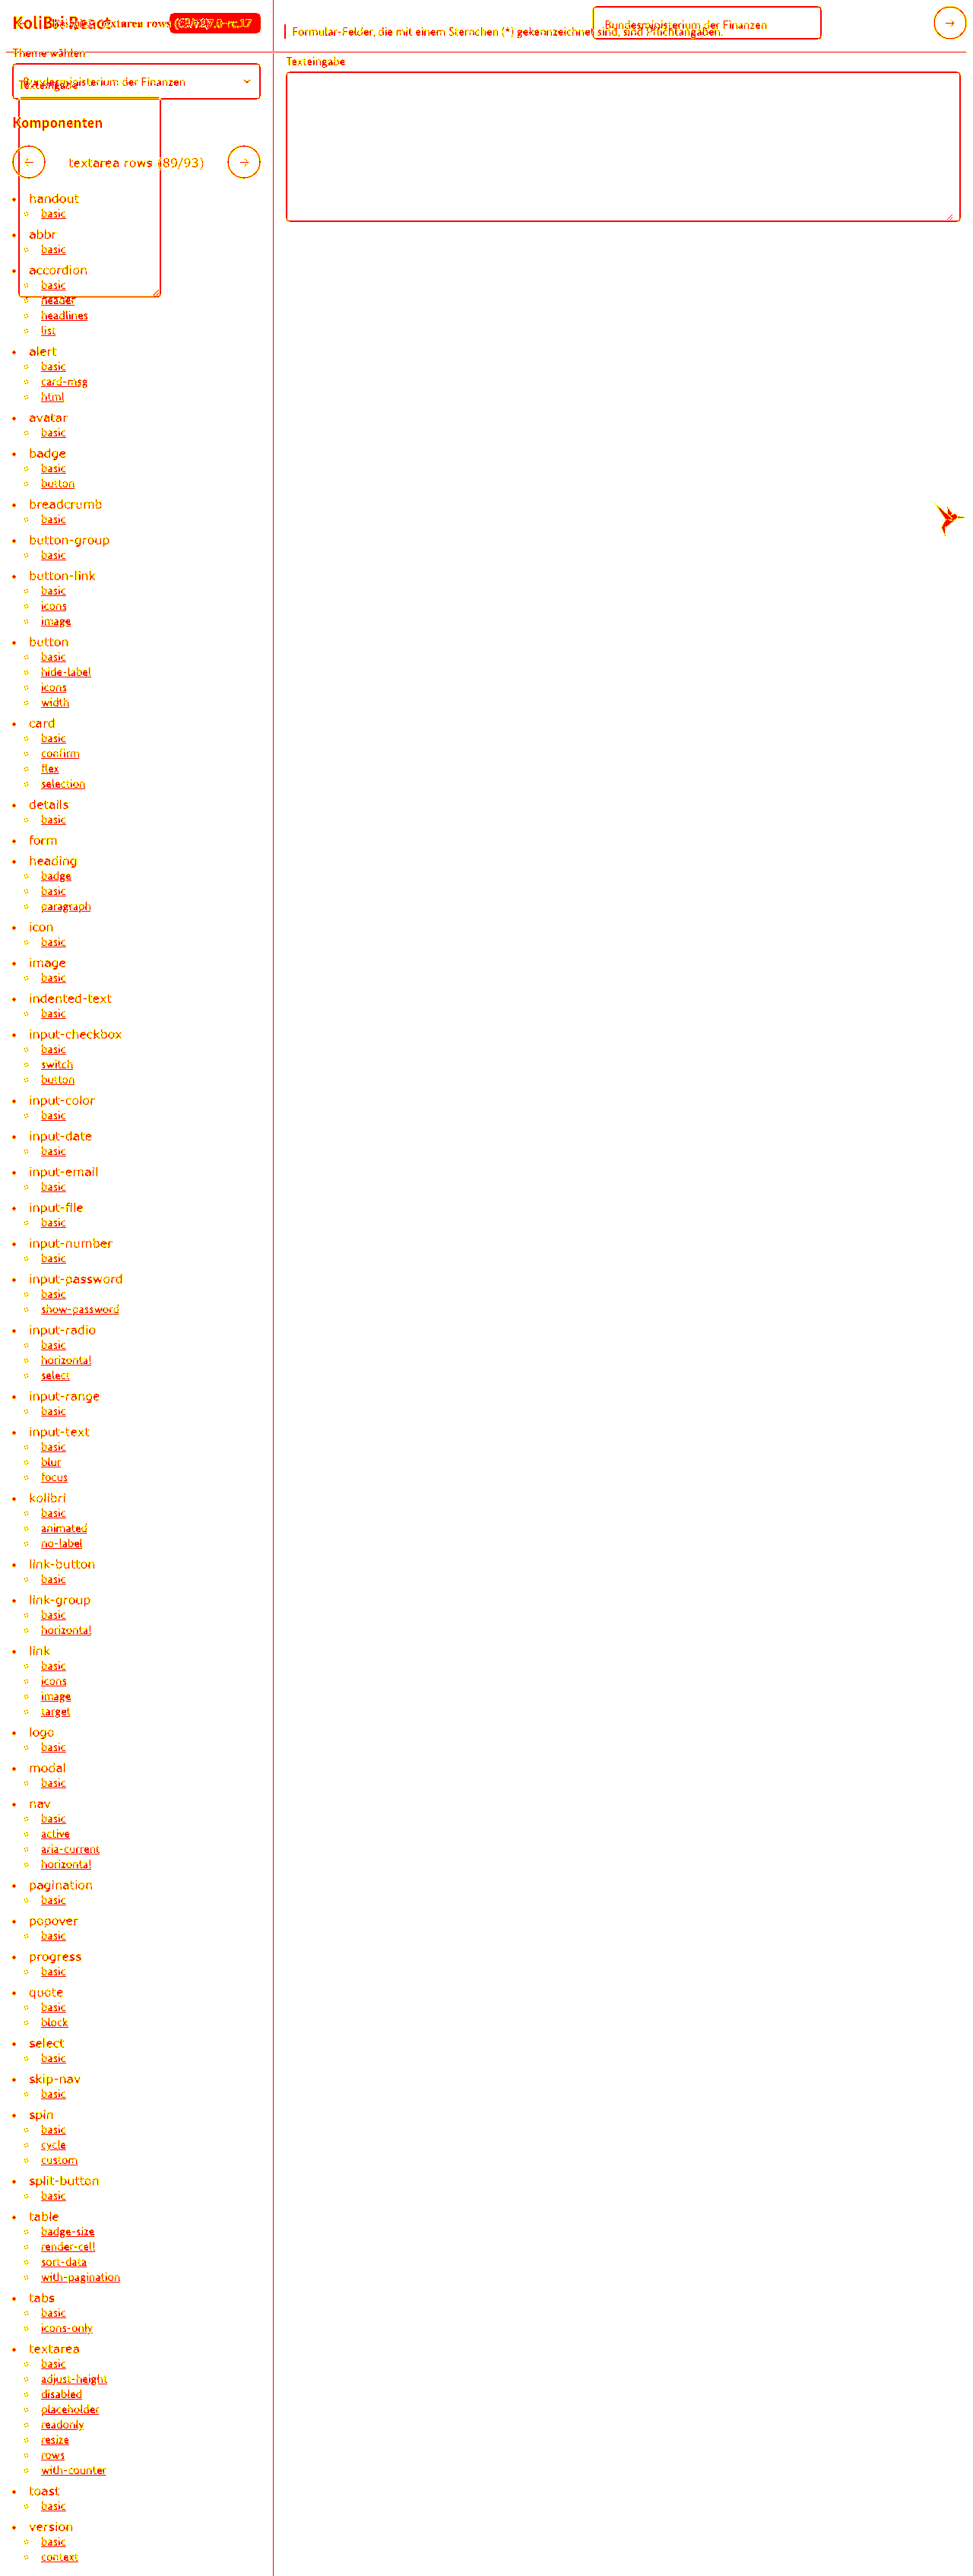 KoliBri React
textarea rows (89/93)
Formular-Felder, die mit einem Sternchen (*) gekennzeichnet sind, sind Pflichtangaben.
Bundesministerium der Finanzen
Theme wählen
Texteingabe
Bundesministerium der Finanzen
Texteingabe
Komponenten
textarea rows (89/93)
handout
basic
abbr
basic
accordion
basic
header
headlines
list
alert
basic
card-msg
html
avatar
basic
badge
basic
button
breadcrumb
basic
button-group
basic
button-link
basic
icons
image
button
basic
hide-label
icons
width
card
basic
confirm
flex
selection
details
basic
form
heading
badge
basic
paragraph
icon
basic
image
basic
indented-text
basic
input-checkbox
basic
switch
button
input-color
basic
input-date
basic
input-email
basic
input-file
basic
input-number
basic
input-password
basic
show-password
input-radio
basic
horizontal
select
input-range
basic
input-text
basic
blur
focus
kolibri
basic
animated
no-label
link-button
basic
link-group
basic
horizontal
link
basic
icons
image
target
logo
basic
modal
basic
nav
basic
active
aria-current
horizontal
pagination
basic
popover
basic
progress
basic
quote
basic
block
select
basic
skip-nav
basic
spin
basic
cycle
custom
split-button
basic
table
badge-size
render-cell
sort-data
with-pagination
tabs
basic
icons-only
textarea
basic
adjust-height
disabled
placeholder
readonly
resize
rows
with-counter
toast
basic
version
basic
context